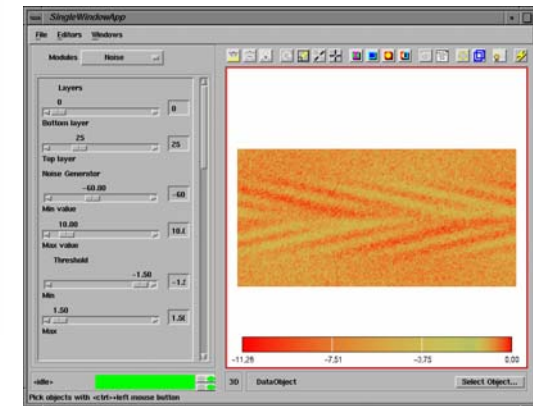 SingleWindowApp
File Editors Windows
Modules Noise
Layers
0
0
Bottom layer
25
25
Top layer
Noise Generator
-60.00
-60
Min value
10.00
10.(
Max value
Threshold
-1.50
-1.5
Min
1.50
1.50
Max
-11,26 -7,51 -3,75 0,00
<idle> 3D DataObject Select Object...
Pick objects with <ctrl>+left mouse button